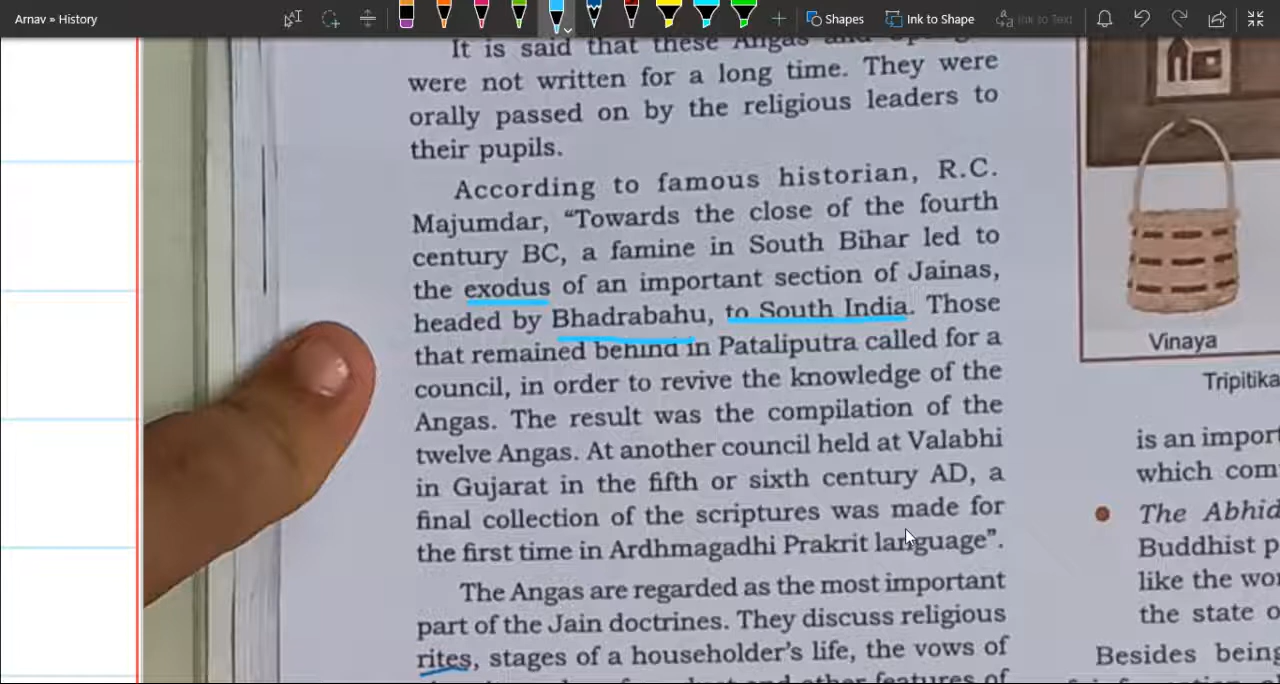 Arnav » History
Shapes
Ink to Shape
Ink to Text
It is said that these Angas and
were not written for a long time. They were
orally passed on by the religious leaders to
their pupils.
According to famous historian, R.C.
Majumdar, “Towards the close of the fourth
century BC, a famine in South Bihar led to
the exodus of an important section of Jainas,
headed by Bhadrabahu, to South India. Those
that remained behind in Pataliputra called for a
council, in order to revive the knowledge of the
Angas. The result was the compilation of the
twelve Angas. At another council held at Valabhi
in Gujarat in the fifth or sixth century AD, a
final collection of the scriptures was made for
the first time in Ardhmagadhi Prakrit language”.
The Angas are regarded as the most important
part of the Jain doctrines. They discuss religious
rites, stages of a householder’s life, the vows of
and other features of
Vinaya
Tripitika
is an import
which com
The Abhid
Buddhist p
like the wor
the state o
Besides being